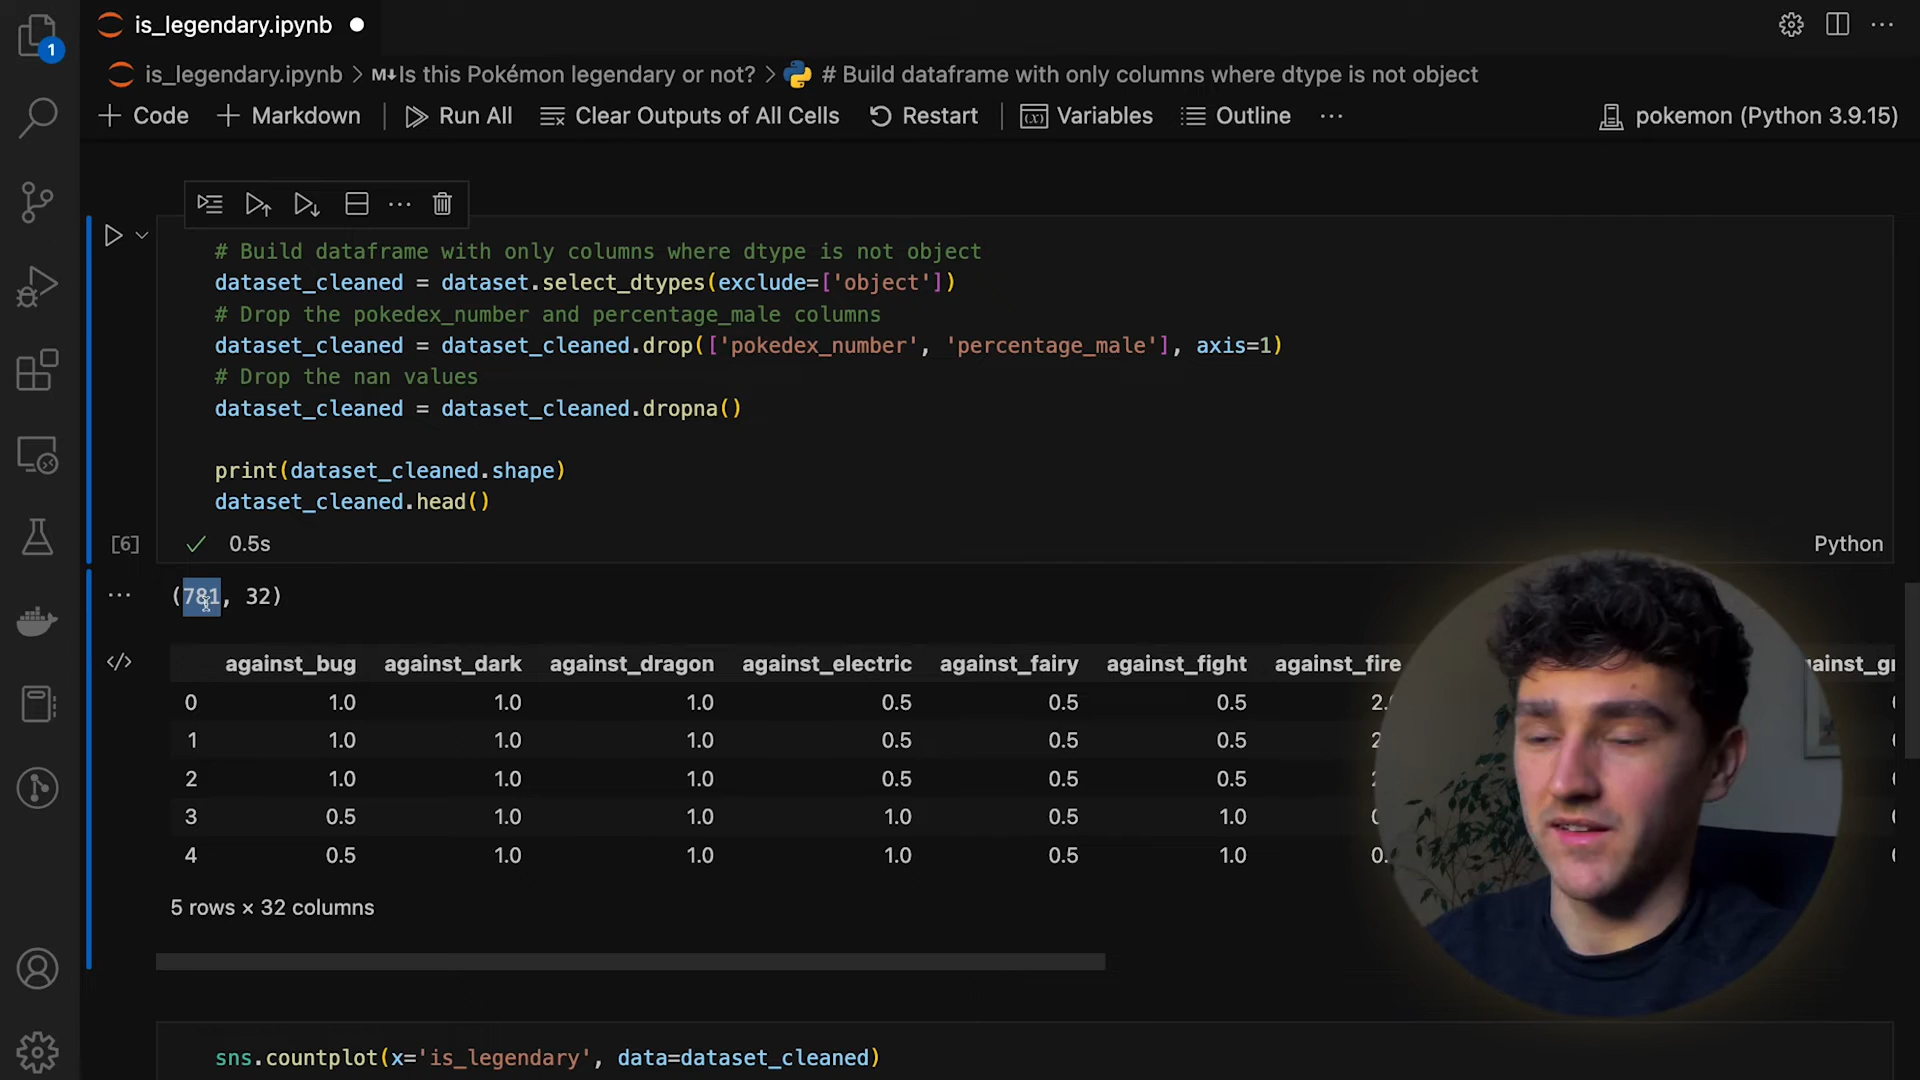 is_legendary.ipynb
1
is_legendary.ipynb > M↓Is this Pokémon legendary or not? > # Build dataframe with only columns where dtype is not object
+ Code + Markdown Run All Clear Outputs of All Cells Restart Variables Outline ... pokemon (Python 3.9.15)
# Build dataframe with only columns where dtype is not object
dataset_cleaned = dataset.select_dtypes(exclude=['object'])
# Drop the pokedex_number and percentage_male columns
dataset_cleaned = dataset_cleaned.drop(['pokedex_number', 'percentage_male'], axis=1)
# Drop the nan values
dataset_cleaned = dataset_cleaned.dropna()
print(dataset_cleaned.shape)
dataset_cleaned.head()
[6] 0.5s Python
(781, 32)
against_bug against_dark against_dragon against_electric against_fairy against_fight against_fire
0 1.0 1.0 1.0 0.5 0.5 0.5 2.
1 1.0 1.0 1.0 0.5 0.5 0.5 2
2 1.0 1.0 1.0 0.5 0.5 0.5
3 0.5 1.0 1.0 1.0 0.5 1.0
4 0.5 1.0 1.0 1.0 0.5 1.0 0.
5 rows × 32 columns
sns.countplot(x='is_legendary', data=dataset_cleaned)